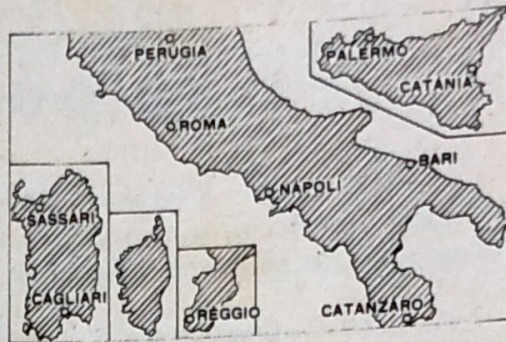 PERUGIA
PALERMO
CATANIA
ROMA
BARI
NAPOLI
SASSARI
CAGLIARI
REGGIO
CATANZARO